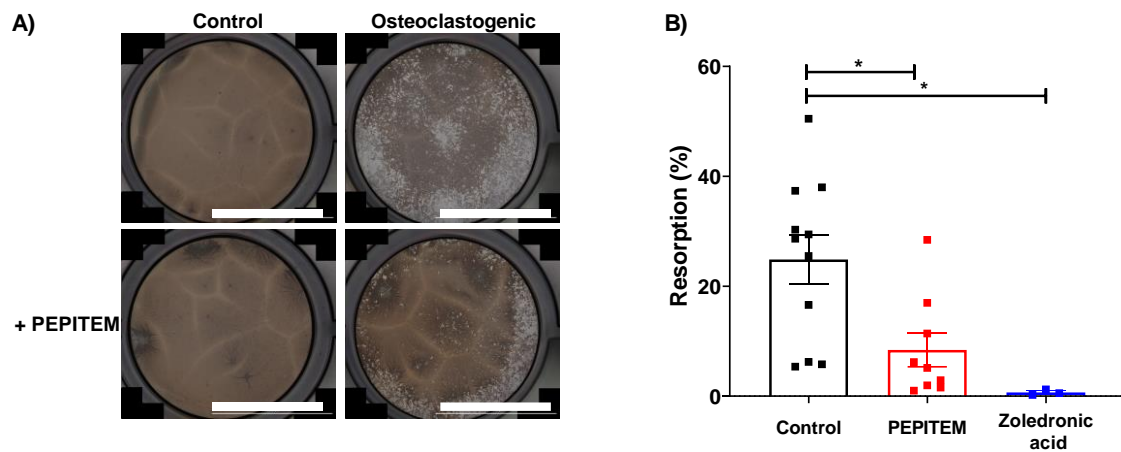 A)
Control Osteoclastogenic
+ PEPITEM
B)
Resorption (%)
60
40
20
0
*
*
Control PEPITEM Zoledronic
acid